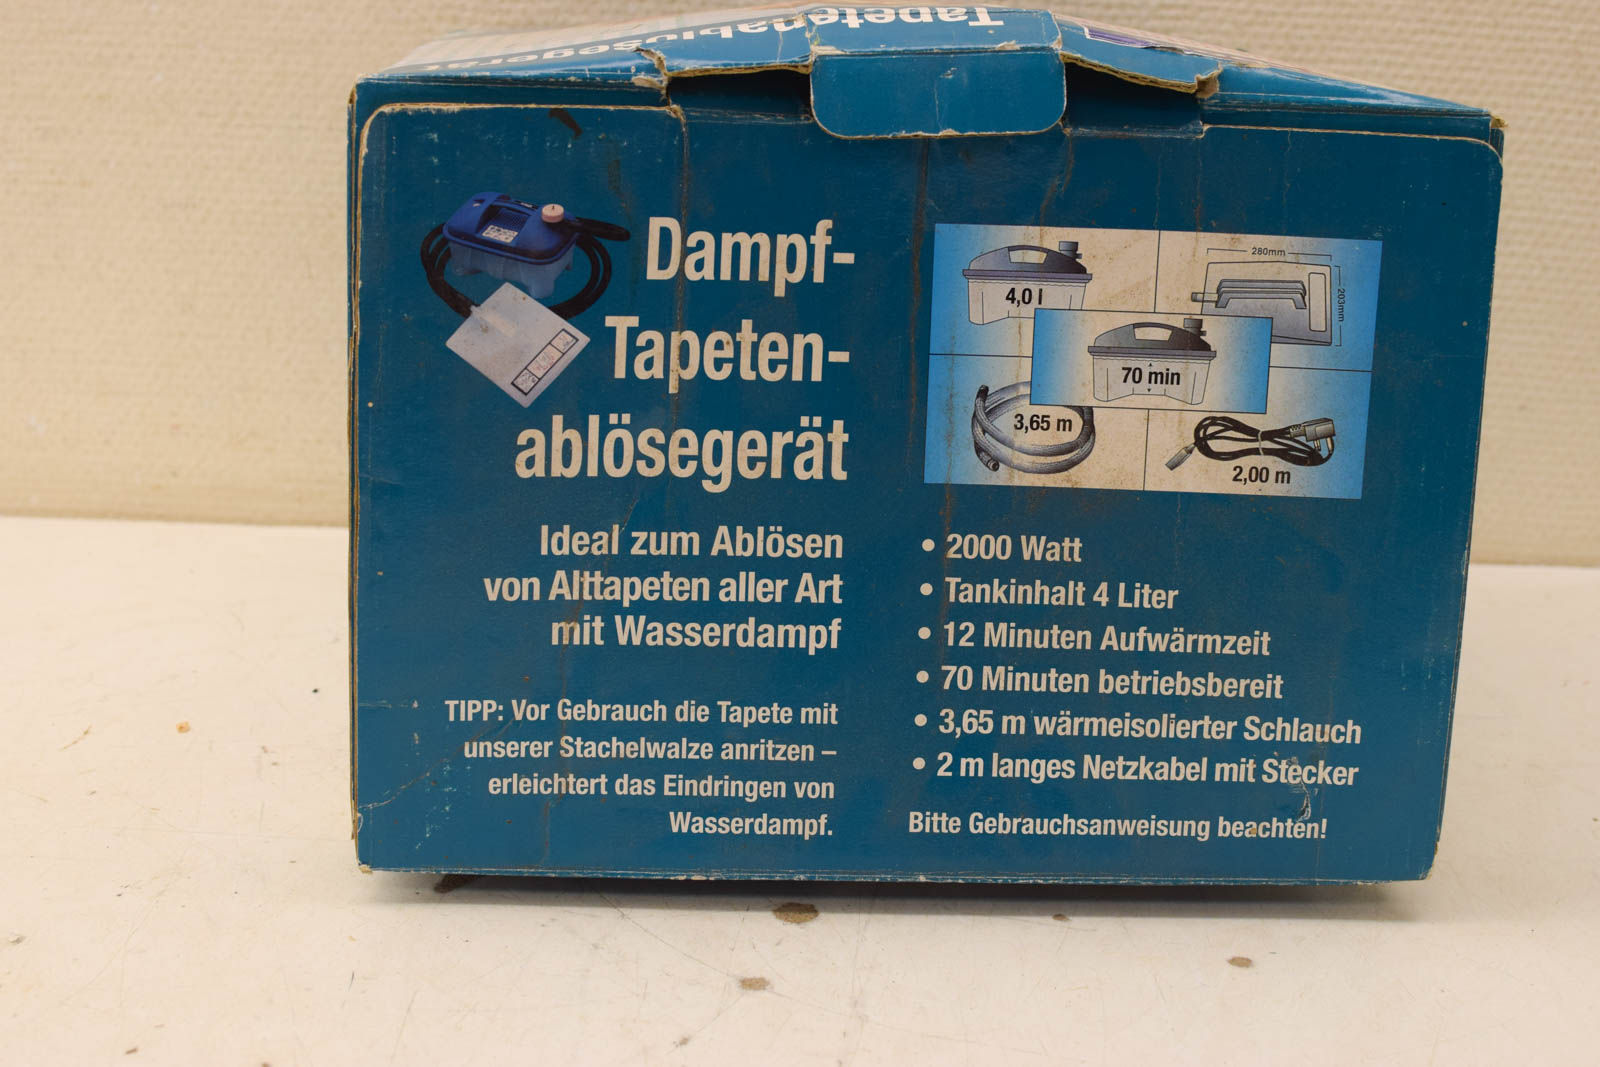 Tapetenablösegerät
Dampf-
Tapeten-
ablösegerät
Ideal zum Ablösen
von Alttapeten aller Art
mit Wasserdampf
TIPP: Vor Gebrauch die Tapete mit
unserer Stachelwalze anritzen –
erleichtert das Eindringen von
Wasserdampf.
4,0 l
280mm
203mm
70 min
3,65 m
2,00 m
• 2000 Watt
• Tankinhalt 4 Liter
• 12 Minuten Aufwärmzeit
• 70 Minuten betriebsbereit
• 3,65 m wärmeisolierter Schlauch
• 2 m langes Netzkabel mit Stecker
Bitte Gebrauchsanweisung beachten!